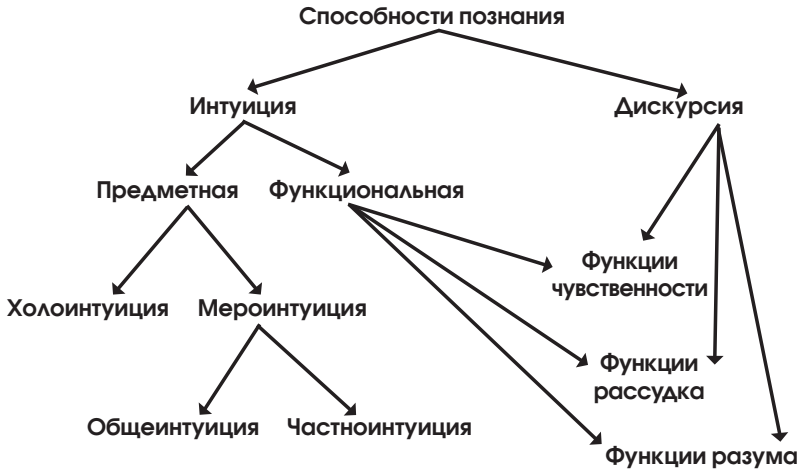 Способности познания
Интуиция
Дискурсия
Предметная
Функциональная
Функции
чувственности
Холоинтуиция
Мероинтуиция
Функции
рассудка
Общеинтуиция
Частноинтуиция
Функции разума